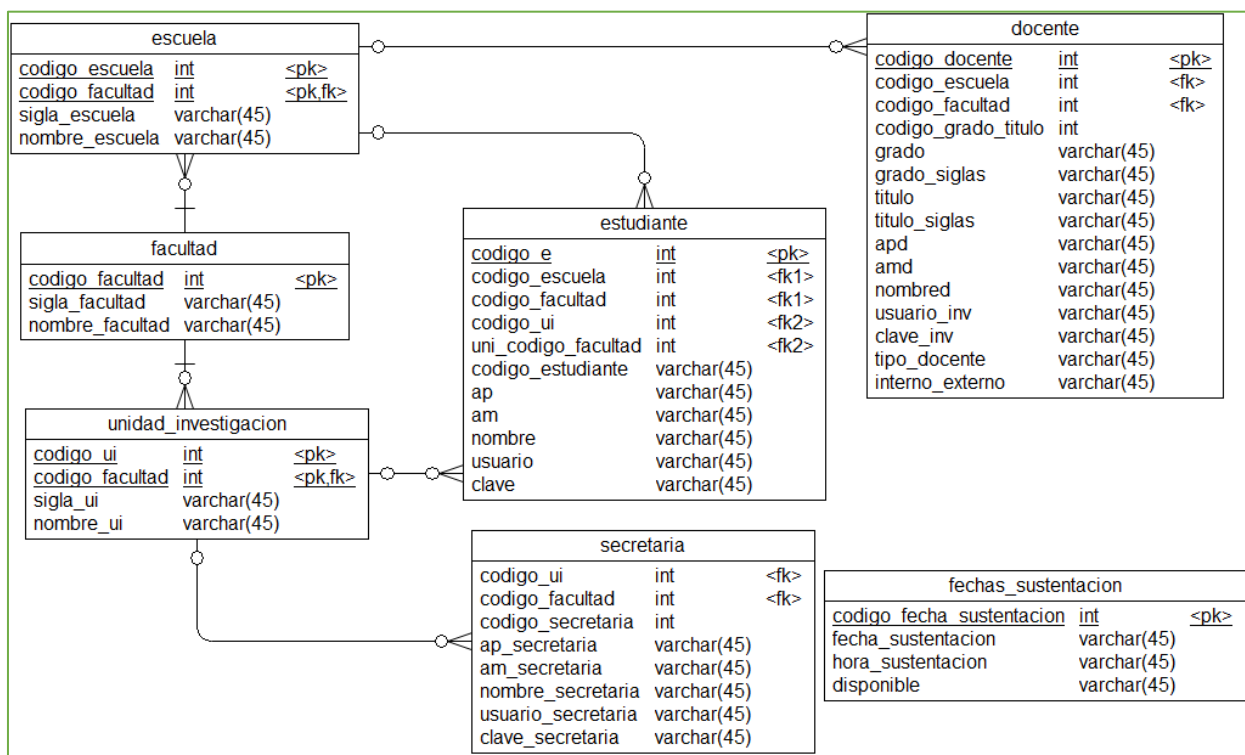 escuela
codigo_escuela int <pk>
codigo_facultad int <pk,fk>
sigla_escuela varchar(45)
nombre_escuela varchar(45)
docente
codigo_docente int <pk>
codigo_escuela int <fk>
codigo_facultad int <fk>
codigo_grado_titulo int
grado varchar(45)
grado_siglas varchar(45)
titulo varchar(45)
titulo_siglas varchar(45)
apd varchar(45)
amd varchar(45)
nombred varchar(45)
usuario_inv varchar(45)
clave_inv varchar(45)
tipo_docente varchar(45)
interno_externo varchar(45)
facultad
codigo_facultad int <pk>
sigla_facultad varchar(45)
nombre_facultad varchar(45)
estudiante
codigo_e int <pk>
codigo_escuela int <fk1>
codigo_facultad int <fk1>
codigo_ui int <fk2>
uni_codigo_facultad int <fk2>
codigo_estudiante varchar(45)
ap varchar(45)
am varchar(45)
nombre varchar(45)
usuario varchar(45)
clave varchar(45)
unidad_investigacion
codigo_ui int <pk>
codigo_facultad int <pk,fk>
sigla_ui varchar(45)
nombre_ui varchar(45)
secretaria
codigo_ui int <fk>
codigo_facultad int <fk>
codigo_secretaria int
ap_secretaria varchar(45)
am_secretaria varchar(45)
nombre_secretaria varchar(45)
usuario_secretaria varchar(45)
clave_secretaria varchar(45)
fechas_sustentacion
codigo_fecha_sustentacion int <pk>
fecha_sustentacion varchar(45)
hora_sustentacion varchar(45)
disponible varchar(45)